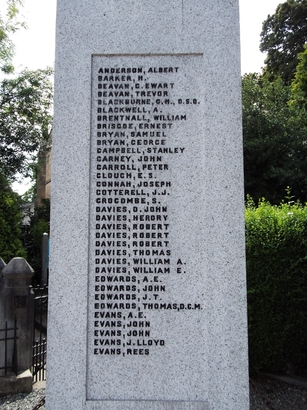 ANDERSON, ALBERT
BARKER, H.
BEAVAN, C. EWART
BEAVAN, TREVOR
BLACKBURNE, C.H., D.S.O.
BLACKWELL, A.
BRENTNALL, WILLIAM
BRISCOE, ERNEST
BRYAN, SAMUEL
BRYAN, GEORGE
CAMPBELL, STANLEY
CARNEY, JOHN
CARROLL, PETER
CLOUCH, E.S.
CONNAH, JOSEPH
COTTERELL, J.J.
CROCOMBE, S.
DAVIES, D. JOHN
DAVIES, HERDRY
DAVIES, ROBERT
DAVIES, ROBERT
DAVIES, ROBERT
DAVIES, THOMAS
DAVIES, WILLIAM A.
DAVIES, WILLIAM E.
EDWARDS, A.E.
EDWARDS, JOHN
EDWARDS, J.T.
EDWARDS, THOMAS, D.C.M.
EVANS, A.E.
EVANS, JOHN
EVANS, JOHN
EVANS, J. LLOYD
EVANS, REES